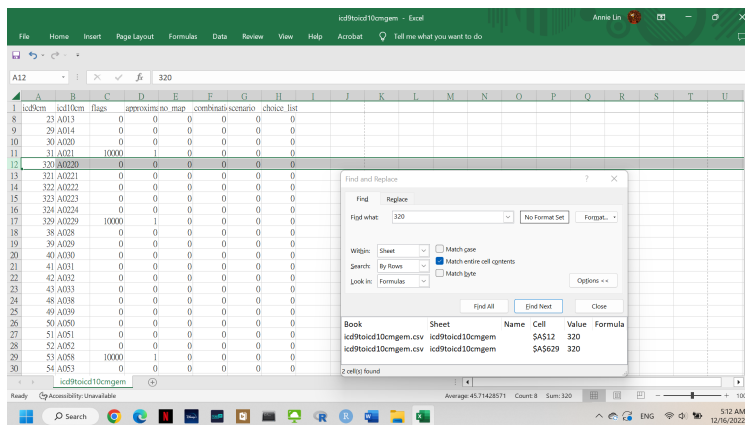 icd9toicd10cmgem - Excel
Annie Lin
File Home Insert Page Layout Formulas Data Review View Help Acrobat Tell me what you want to do
A12 fx 320
A B C D E F G H I J K L M N O P Q R S T U
1 icd9cm icd10cm flags approxima no_map combinati scenario choice_list
8 23 A013 0 0 0 0 0 0
9 29 A014 0 0 0 0 0 0
10 30 A020 0 0 0 0 0 0
11 31 A021 10000 1 0 0 0 0
12 320 A0220 0 0 0 0 0 0
13 321 A0221 0 0 0 0 0 0
14 322 A0222 0 0 0 0 0 0
15 323 A0223 0 0 0 0 0 0
16 324 A0224 0 0 0 0 0 0
17 329 A0229 10000 1 0 0 0 0
18 38 A028 0 0 0 0 0 0
19 39 A029 0 0 0 0 0 0
20 40 A030 0 0 0 0 0 0
21 41 A031 0 0 0 0 0 0
22 42 A032 0 0 0 0 0 0
23 43 A033 0 0 0 0 0 0
24 48 A038 0 0 0 0 0 0
25 49 A039 0 0 0 0 0 0
26 50 A050 0 0 0 0 0 0
27 51 A051 0 0 0 0 0 0
28 52 A052 0 0 0 0 0 0
29 53 A058 10000 1 0 0 0 0
30 54 A053 0 0 0 0 0 0
Find and Replace ?
Find Replace
Find what: 320 No Format Set Format...
Within: Sheet Match case
Search: By Rows Match entire cell contents
Look in: Formulas Match byte
Options <<
Find All Find Next Close
Book Sheet Name Cell Value Formula
icd9toicd10cmgem.csv icd9toicd10cmgem $A$12 320
icd9toicd10cmgem.csv icd9toicd10cmgem $A$629 320
2 cell(s) found
icd9toicd10cmgem
Ready Accessibility: Unavailable Average: 45.71428571 Count: 8 Sum: 320 100
Search ENG 5:12 AM
12/16/2022